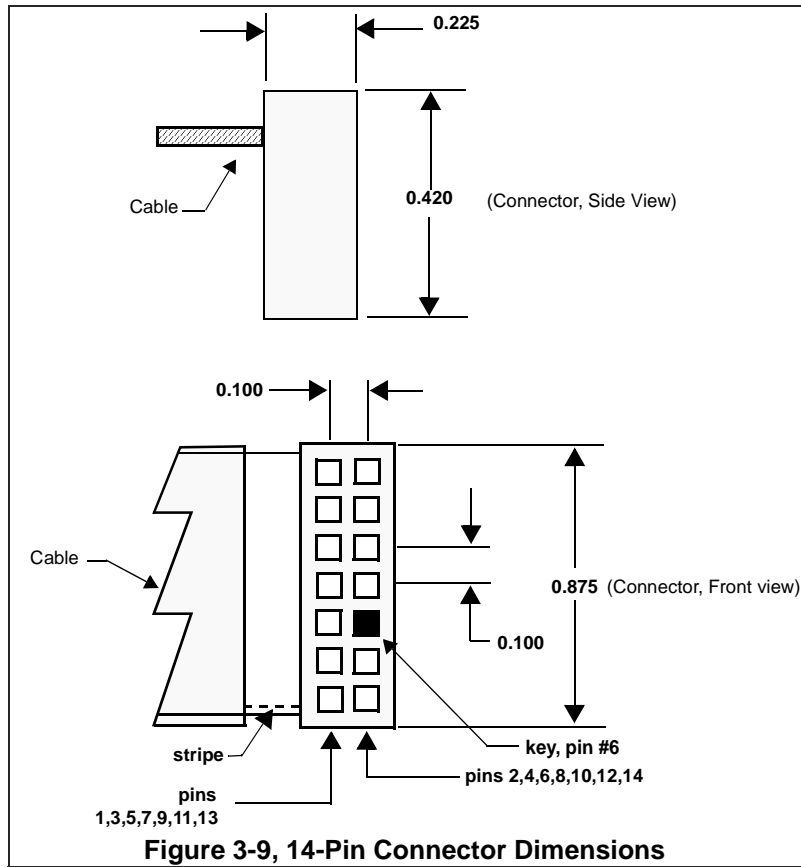 0.225
Cable
0.420
(Connector, Side View)
0.100
Cable
0.875 (Connector, Front view)
0.100
stripe
key, pin #6
pins 2,4,6,8,10,12,14
pins
1,3,5,7,9,11,13
Figure 3-9, 14-Pin Connector Dimensions